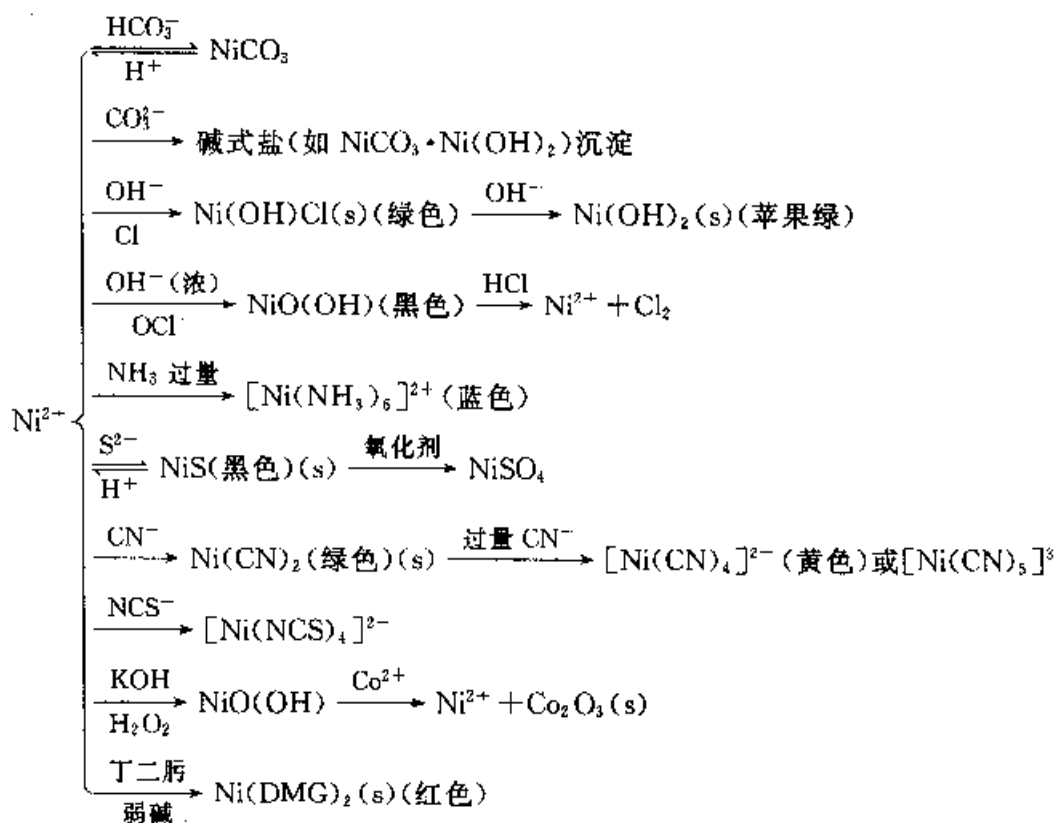 HCO₃⁻
⇌ NiCO₃
H⁺
CO₃²⁻
→ 碱式盐(如 NiCO₃·Ni(OH)₂)沉淀
OH⁻ OH⁻
→ Ni(OH)Cl(s)(绿色) → Ni(OH)₂(s)(苹果绿)
Cl
OH⁻(浓) HCl
→ NiO(OH)(黑色) → Ni²⁺+Cl₂
OCl
NH₃ 过量
→ [Ni(NH₃)₆]²⁺(蓝色)
Ni²⁺
S²⁻ 氧化剂
⇌ NiS(黑色)(s) → NiSO₄
H⁺
CN⁻ 过量 CN⁻
→ Ni(CN)₂(绿色)(s) → [Ni(CN)₄]²⁻(黄色)或[Ni(CN)₅]³
NCS⁻
→ [Ni(NCS)₄]²⁻
KOH Co²⁺
→ NiO(OH) → Ni²⁺+Co₂O₃(s)
H₂O₂
丁二肟
→ Ni(DMG)₂(s)(红色)
弱碱